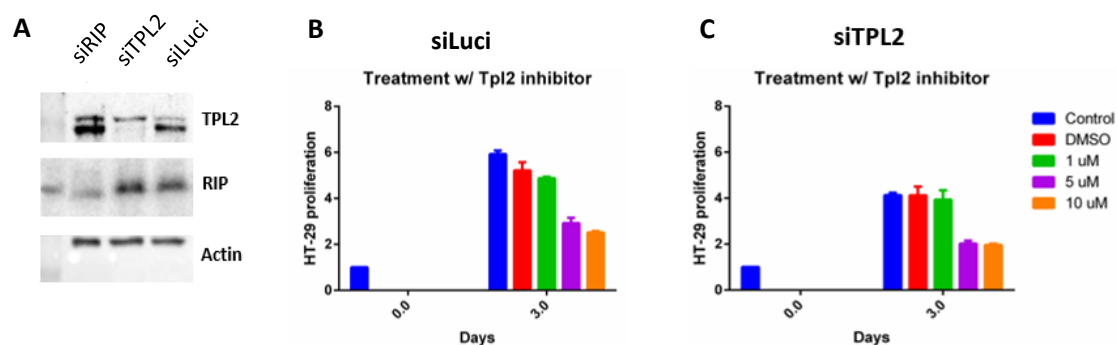 A
siRIP
siTPL2
siLuci
TPL2
RIP
Actin
B
siLuci
Treatment w/ Tpl2 inhibitor
HT-29 proliferation
8
6
4
2
0
0.0
3.0
Days
C
siTPL2
Treatment w/ Tpl2 inhibitor
HT-29 proliferation
8
6
4
2
0
0.0
3.0
Days
Control
DMSO
1 uM
5 uM
10 uM